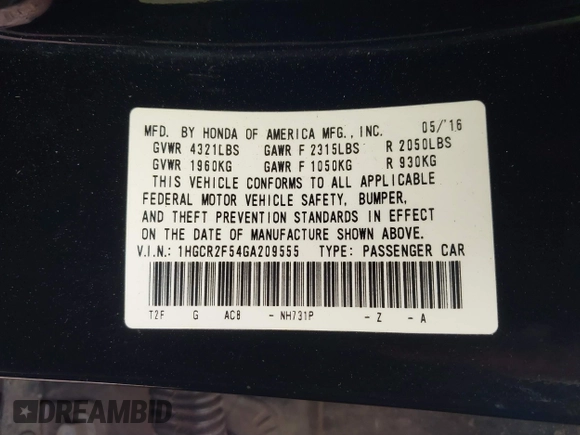 MFD. BY HONDA OF AMERICA MFG., INC. 05/'16
GVWR 4321LBS GAWR F 2315LBS R 2050LBS
GVWR 1960KG GAWR F 1050KG R 930KG
THIS VEHICLE CONFORMS TO ALL APPLICABLE
FEDERAL MOTOR VEHICLE SAFETY, BUMPER,
AND THEFT PREVENTION STANDARDS IN EFFECT
ON THE DATE OF MANUFACTURE SHOWN ABOVE.
V.I.N.: 1HGCR2F54GA209555 TYPE: PASSENGER CAR
T2F G ACB - NH731P - Z - A
DREAMBID